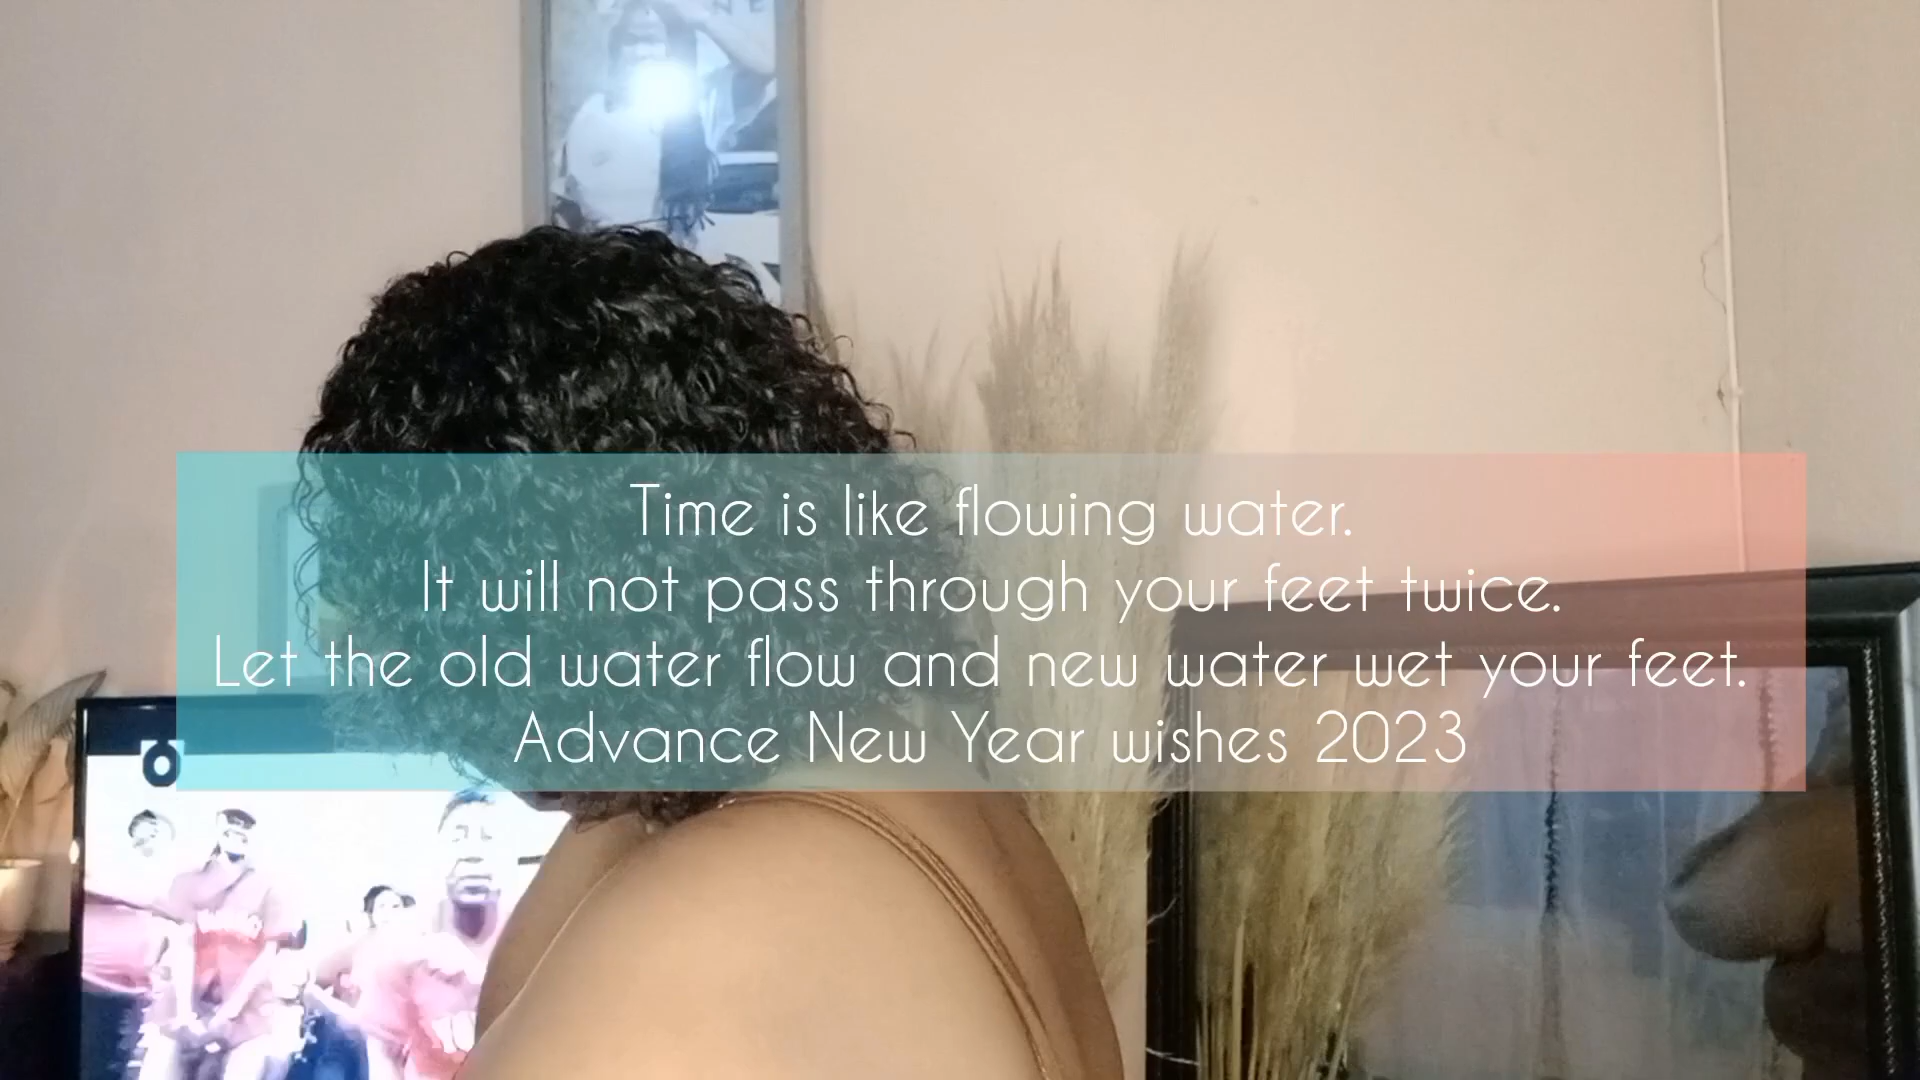 Time is like flowing water.
It will not pass through your feet twice.
Let the old water flow and new water wet your feet.
Advance New Year wishes 2023